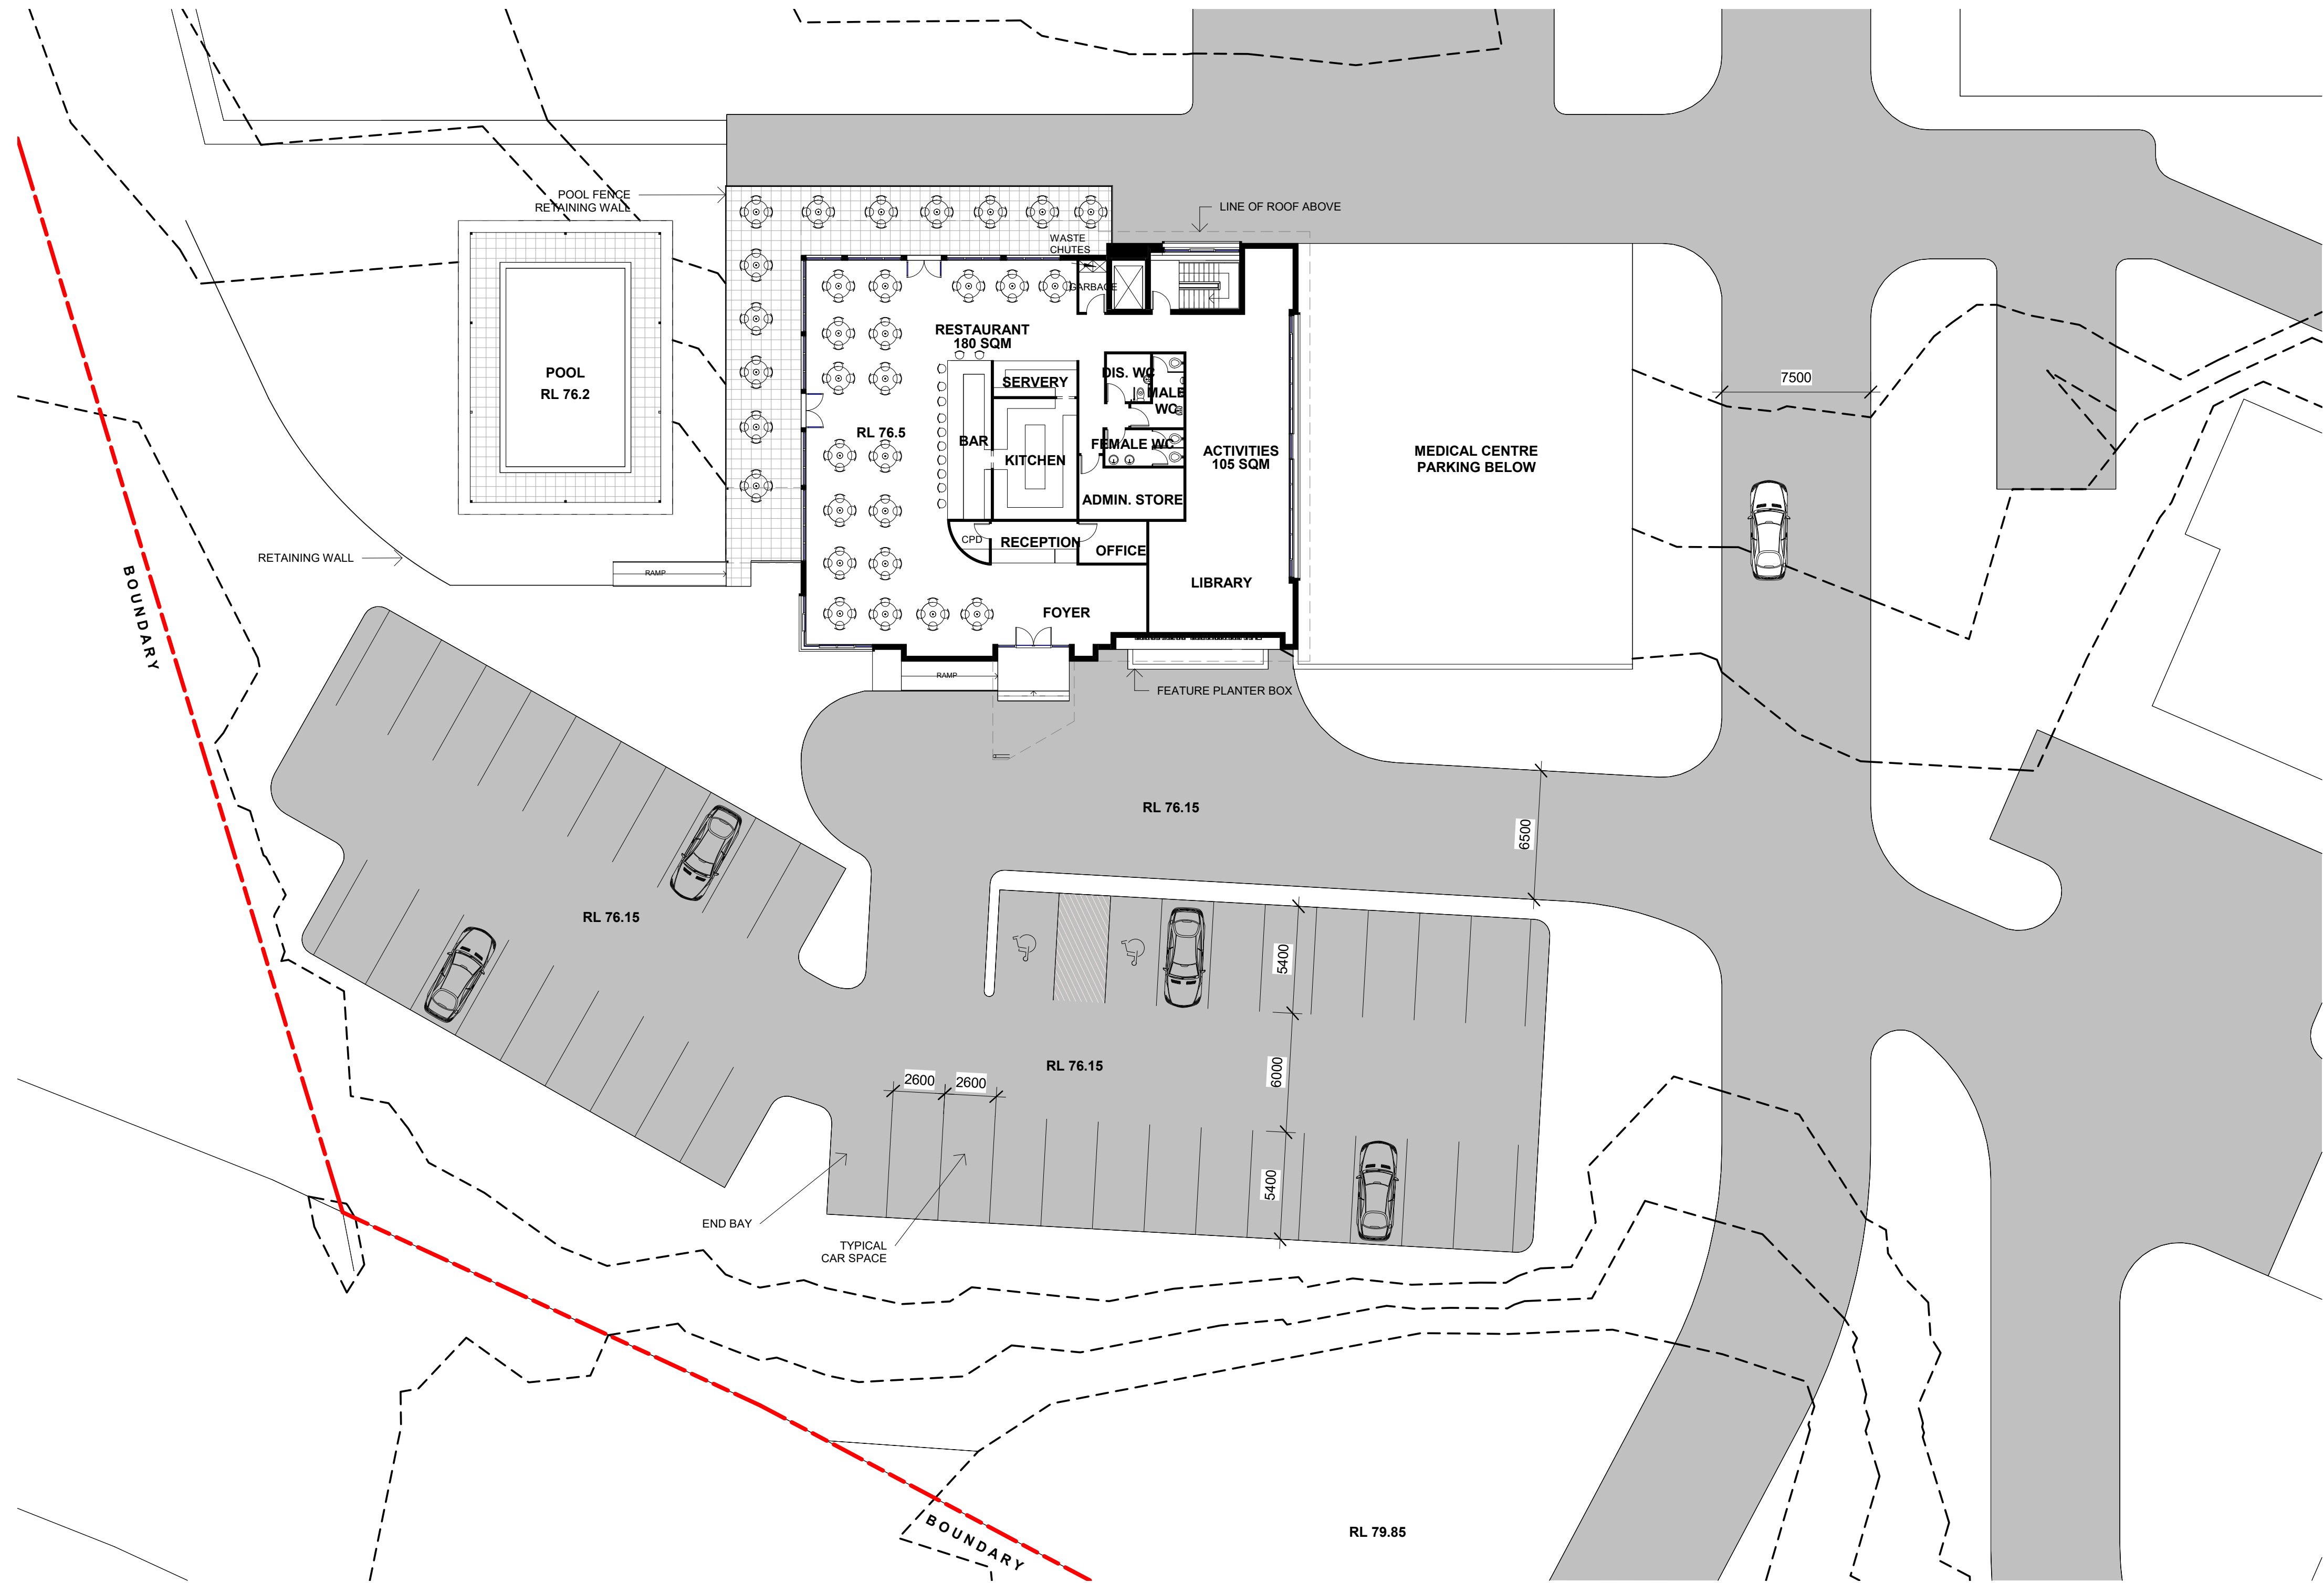 POOL FENCE
RETAINING WALL
LINE OF ROOF ABOVE
WASTE
CHUTES
GARBAGE
RESTAURANT
180 SQM
POOL
RL 76.2
SERVERY
DIS. WC
MALE
WC
7500
RL 76.5
BAR
KITCHEN
FEMALE WC
ACTIVITIES
105 SQM
MEDICAL CENTRE
PARKING BELOW
ADMIN. STORE
CPD
RECEPTION
OFFICE
RETAINING WALL
RAMP
LIBRARY
BOUNDARY
FOYER
RAMP
FEATURE PLANTER BOX
RL 76.15
6500
RL 76.15
5400
RL 76.15
6000
2600
2600
5400
END BAY
TYPICAL
CAR SPACE
BOUNDARY
RL 79.85